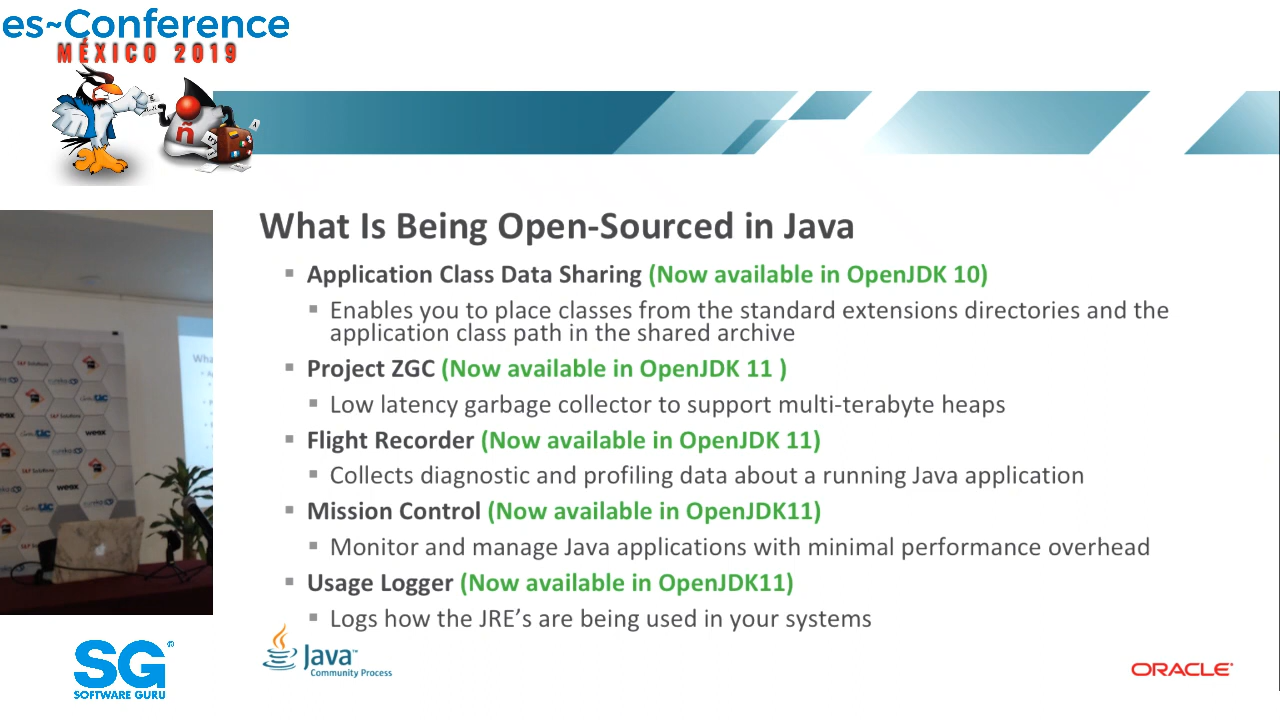 es~Conference
MÉXICO 2019
ñ
What Is Being Open-Sourced in Java
▪ Application Class Data Sharing (Now available in OpenJDK 10)
▪ Enables you to place classes from the standard extensions directories and the
application class path in the shared archive
▪ Project ZGC (Now available in OpenJDK 11 )
▪ Low latency garbage collector to support multi-terabyte heaps
▪ Flight Recorder (Now available in OpenJDK 11)
▪ Collects diagnostic and profiling data about a running Java application
▪ Mission Control (Now available in OpenJDK11)
▪ Monitor and manage Java applications with minimal performance overhead
▪ Usage Logger (Now available in OpenJDK11)
▪ Logs how the JRE’s are being used in your systems
SG®
SOFTWARE GURU
Java™
Community Process
ORACLE®